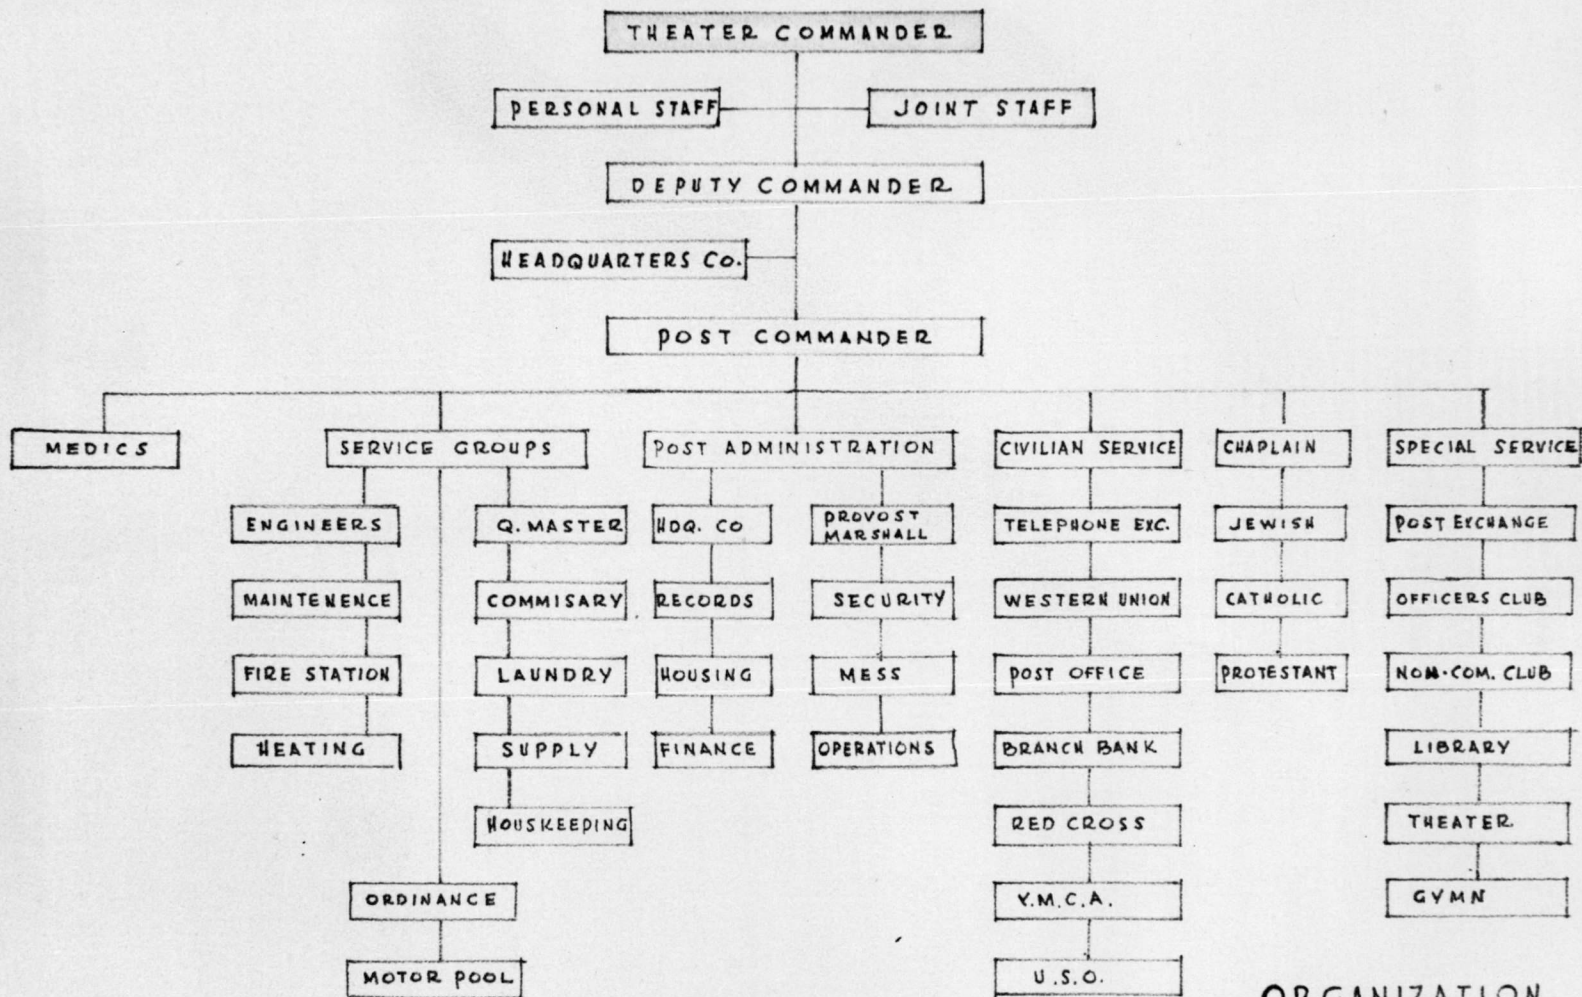 THEATER COMMANDER
PERSONAL STAFF
JOINT STAFF
DEPUTY COMMANDER
HEADQUARTERS Co.
POST COMMANDER
MEDICS
SERVICE GROUPS
POST ADMINISTRATION
CIVILIAN SERVICE
CHAPLAIN
SPECIAL SERVICE
ENGINEERS
Q. MASTER
HDQ. CO
PROVOST
MARSHALL
TELEPHONE EXC.
JEWISH
POST EXCHANGE
MAINTENENCE
COMMISARY
RECORDS
SECURITY
WESTERN UNION
CATHOLIC
OFFICERS CLUB
FIRE STATION
LAUNDRY
HOUSING
MESS
POST OFFICE
PROTESTANT
NON-COM. CLUB
HEATING
SUPPLY
FINANCE
OPERATIONS
BRANCH BANK
LIBRARY
HOUSKEEPING
RED CROSS
THEATER
ORDINANCE
Y.M.C.A.
GYMN
MOTOR POOL
U.S.O.
ORGANIZATION